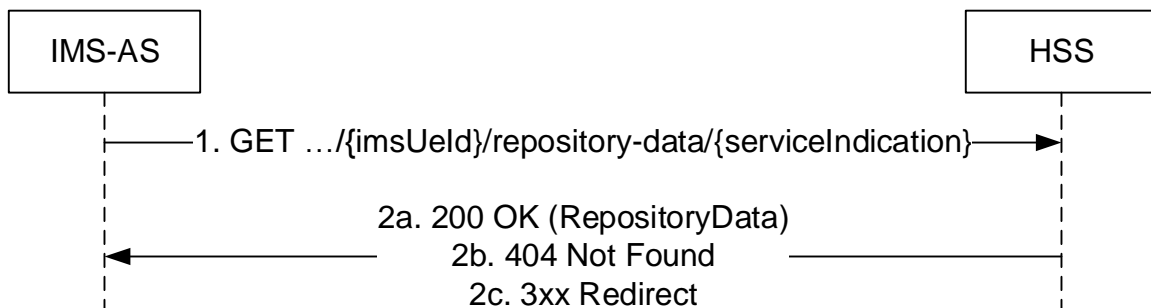 IMS-AS
HSS
1. GET …/{imsUeId}/repository-data/{serviceIndication}
2a. 200 OK (RepositoryData)
2b. 404 Not Found
2c. 3xx Redirect